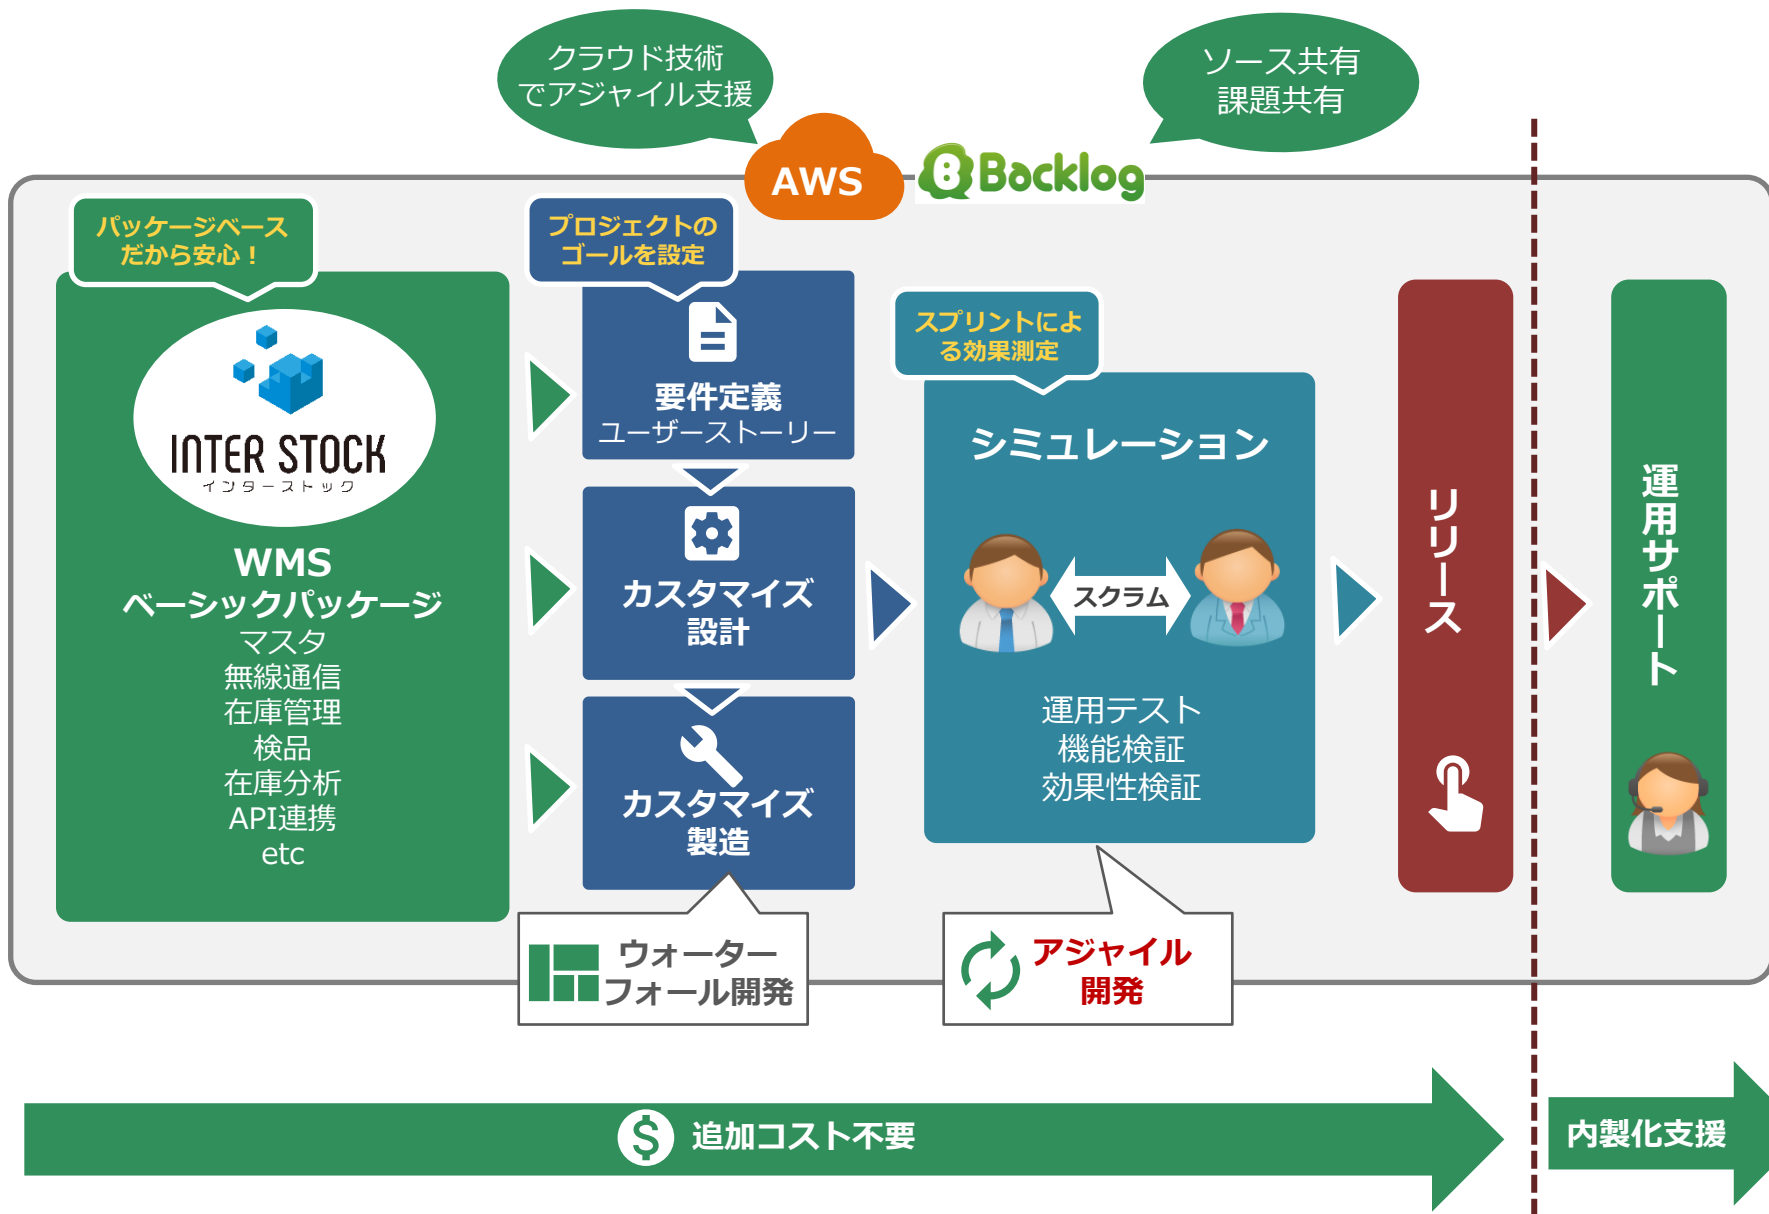 クラウド技術
でアジャイル支援
ソース共有
課題共有
AWS
Backlog
パッケージベース
だから安心！
プロジェクトの
ゴールを設定
スプリントによ
る効果測定
INTER STOCK
インターストック
WMS
ベーシックパッケージ
マスタ
無線通信
在庫管理
検品
在庫分析
API連携
etc
要件定義
ユーザーストーリー
カスタマイズ
設計
カスタマイズ
製造
シミュレーション
スクラム
運用テスト
機能検証
効果性検証
リリース
運用サポート
ウォーター
フォール開発
アジャイル
開発
$ 追加コスト不要
内製化支援